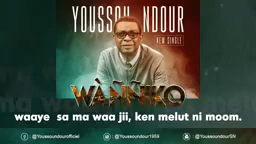 YOUSSOU NDOUR
NEW SINGLE
WÀÑÑIKO
waaye sa ma waa jii, ken melut ni moom.
@Youssoundourofficiel
@Youssoundour1959
@YoussoundourSN